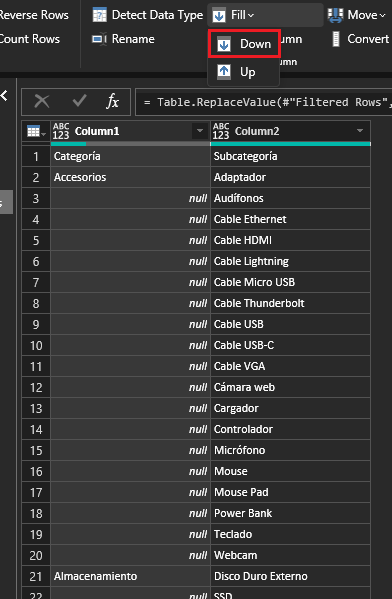 everse Rows
Detect Data Type
Fill
Move
Count Rows
Rename
umn
Convert
Down
lumn
Up
fx
= Table.ReplaceValue(#"Filtered Rows",
ABC 123 Column1
ABC 123 Column2
1 Categoría Subcategoría
2 Accesorios Adaptador
3 null Audífonos
4 null Cable Ethernet
5 null Cable HDMI
6 null Cable Lightning
7 null Cable Micro USB
8 null Cable Thunderbolt
9 null Cable USB
10 null Cable USB-C
11 null Cable VGA
12 null Cámara web
13 null Cargador
14 null Controlador
15 null Micrófono
16 null Mouse
17 null Mouse Pad
18 null Power Bank
19 null Teclado
20 null Webcam
21 Almacenamiento Disco Duro Externo
22 null SSD